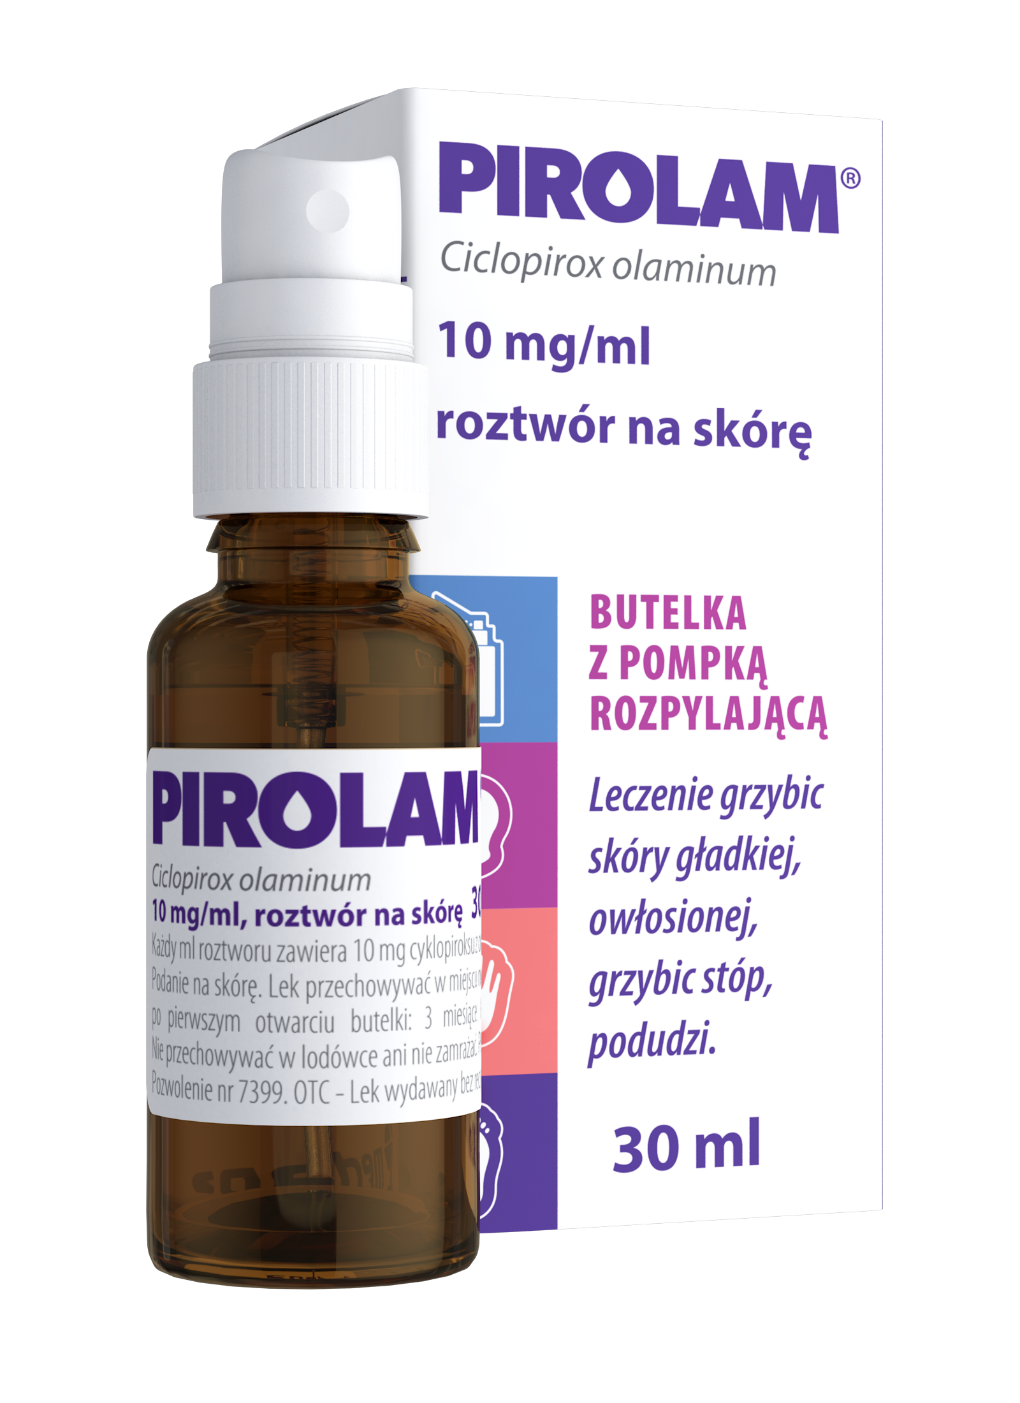 PIROLAM®
Ciclopirox olaminum
10 mg/ml
roztwór na skórę
BUTELKA
Z POMPKĄ
ROZPYLAJĄCĄ
Leczenie grzybic
skóry gładkiej,
owłosionej,
grzybic stóp,
podudzi.
30 ml
PIROLAM
Ciclopirox olaminum
10 mg/ml, roztwór na skórę 30
Każdy ml roztworu zawiera 10 mg
Podanie na skórę. Lek przechowywać w
po pierwszym otwarciu butelki: 3
Nie przechowywać w lodówce ani nie
Pozwolenie nr 7399. OTC – Lek wydawany bez